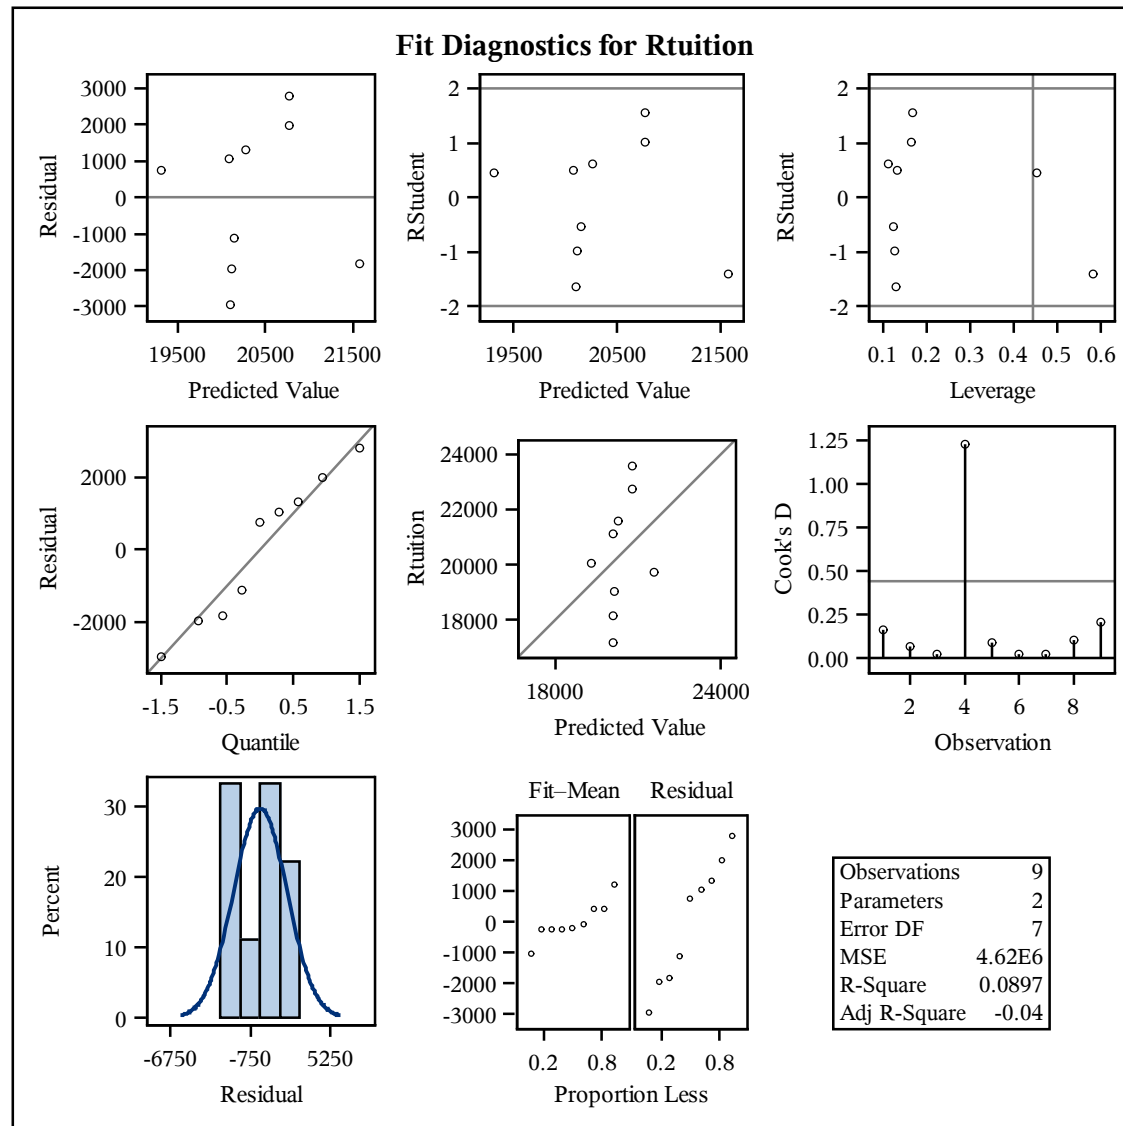 Fit Diagnostics for Rtuition
3000
2000
1000
0
-1000
-2000
-3000
Residual
19500 20500 21500
Predicted Value
2
1
0
-1
-2
RStudent
19500 20500 21500
Predicted Value
2
1
0
-1
-2
RStudent
0.1 0.2 0.3 0.4 0.5 0.6
Leverage
2000
0
-2000
Residual
-1.5 -0.5 0.5 1.5
Quantile
24000
22000
20000
18000
Rtuition
18000 24000
Predicted Value
1.25
1.00
0.75
0.50
0.25
0.00
Cook's D
2 4 6 8
Observation
30
20
10
0
Percent
-6750 -750 5250
Residual
Fit–Mean Residual
3000
2000
1000
0
-1000
-2000
-3000
0.2 0.8 0.2 0.8
Proportion Less
Observations 9
Parameters 2
Error DF 7
MSE 4.62E6
R-Square 0.0897
Adj R-Square -0.04